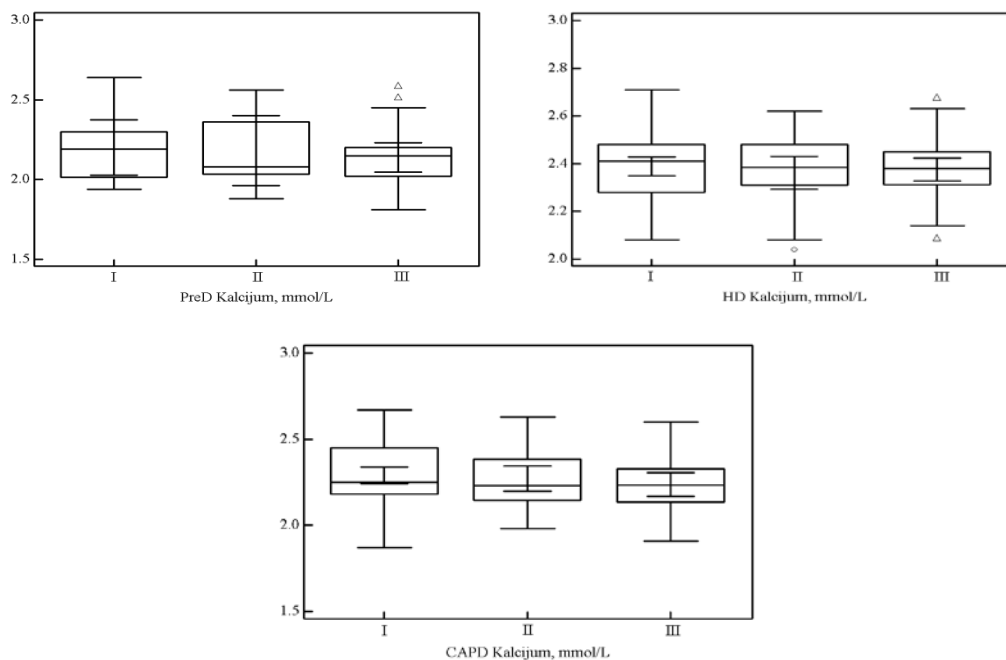 3.0
2.5
2.0
1.5
I II III
PreD Kalcijum, mmol/L
3.0
2.8
2.6
2.4
2.2
2.0
I II III
HD Kalcijum, mmol/L
3.0
2.5
2.0
1.5
I II III
CAPD Kalcijum, mmol/L